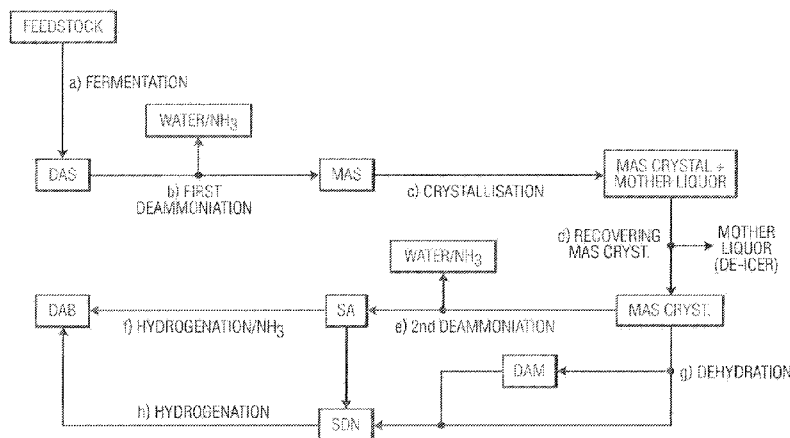 FEEDSTOCK
a) FERMENTATION
WATER/NH3
DAS
b) FIRST
DEAMMONIATION
MAS
c) CRYSTALLISATION
MAS CRYSTAL +
MOTHER LIQUOR
d) RECOVERING
MAS CRYST.
MOTHER
LIQUOR
(DE-ICER)
WATER/NH3
DAB
f) HYDROGENATION/NH3
SA
e) 2nd DEAMMONIATION
MAS CRYST.
DAM
g) DEHYDRATION
h) HYDROGENATION
SDN